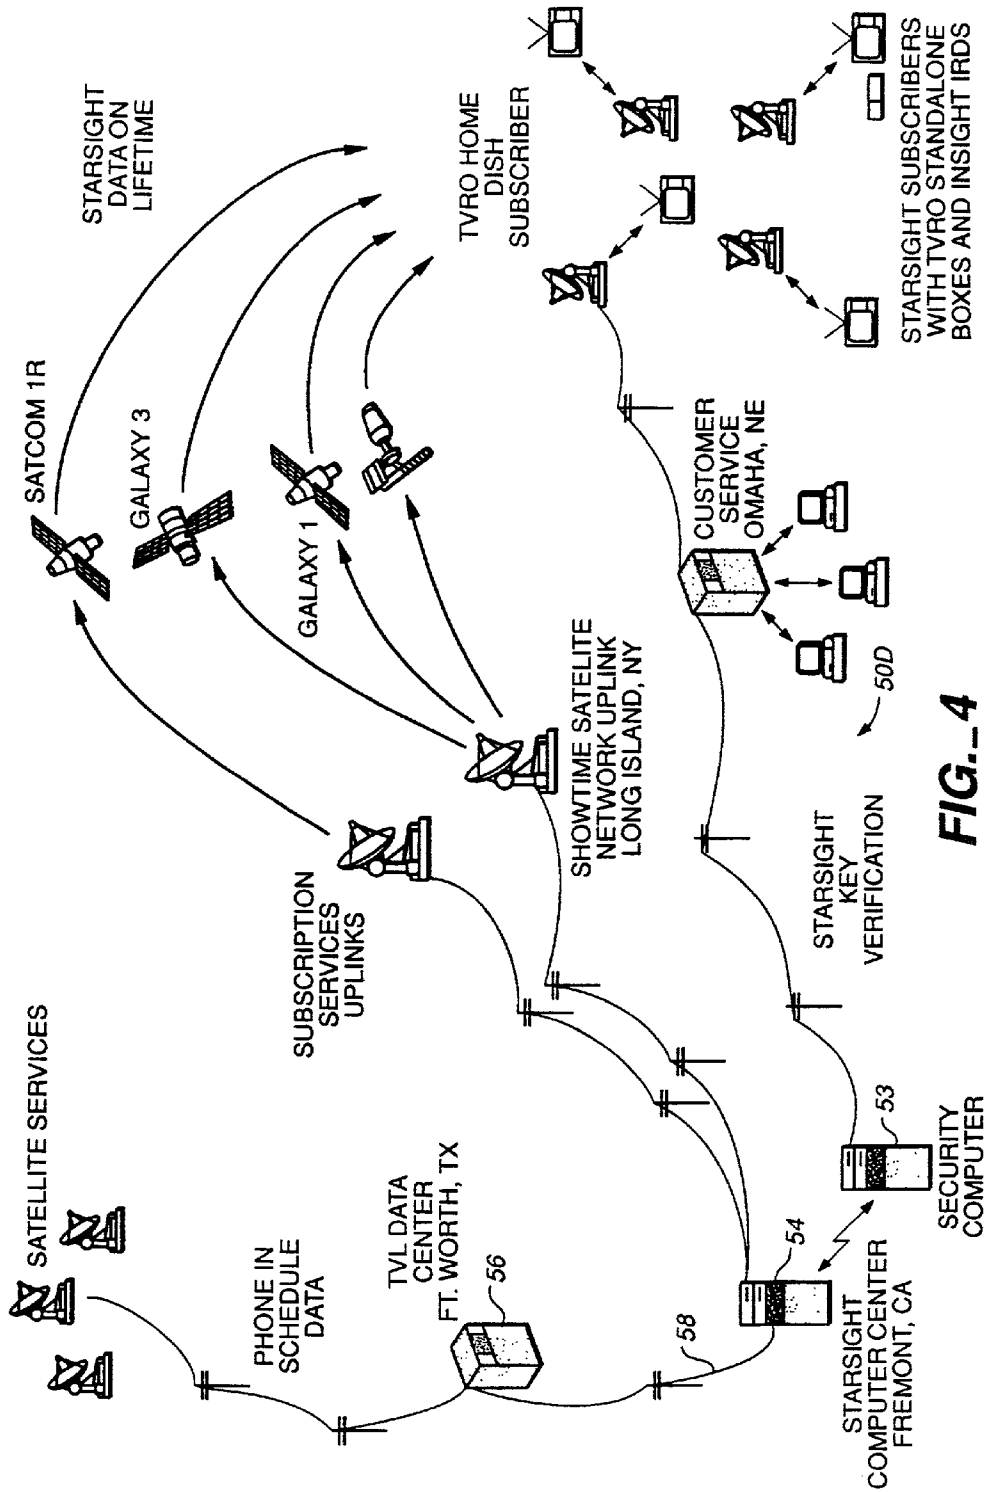 SATELLITE SERVICES
PHONE IN
SCHEDULE
DATA
TVL DATA
CENTER
FT. WORTH, TX
56
58
STARSIGHT
COMPUTER CENTER
FREMONT, CA
54
SECURITY
COMPUTER
53
SUBSCRIPTION
SERVICES
UPLINKS
SHOWTIME SATELITE
NETWORK UPLINK
LONG ISLAND, NY
STARSIGHT
KEY
VERIFICATION
50D
SATCOM 1R
GALAXY 3
GALAXY 1
CUSTOMER
SERVICE
OMAHA, NE
STARSIGHT
DATA ON
LIFETIME
TVRO HOME
DISH
SUBSCRIBER
STARSIGHT SUBSCRIBERS
WITH TVRO STANDALONE
BOXES AND INSIGHT IRDS
FIG._4